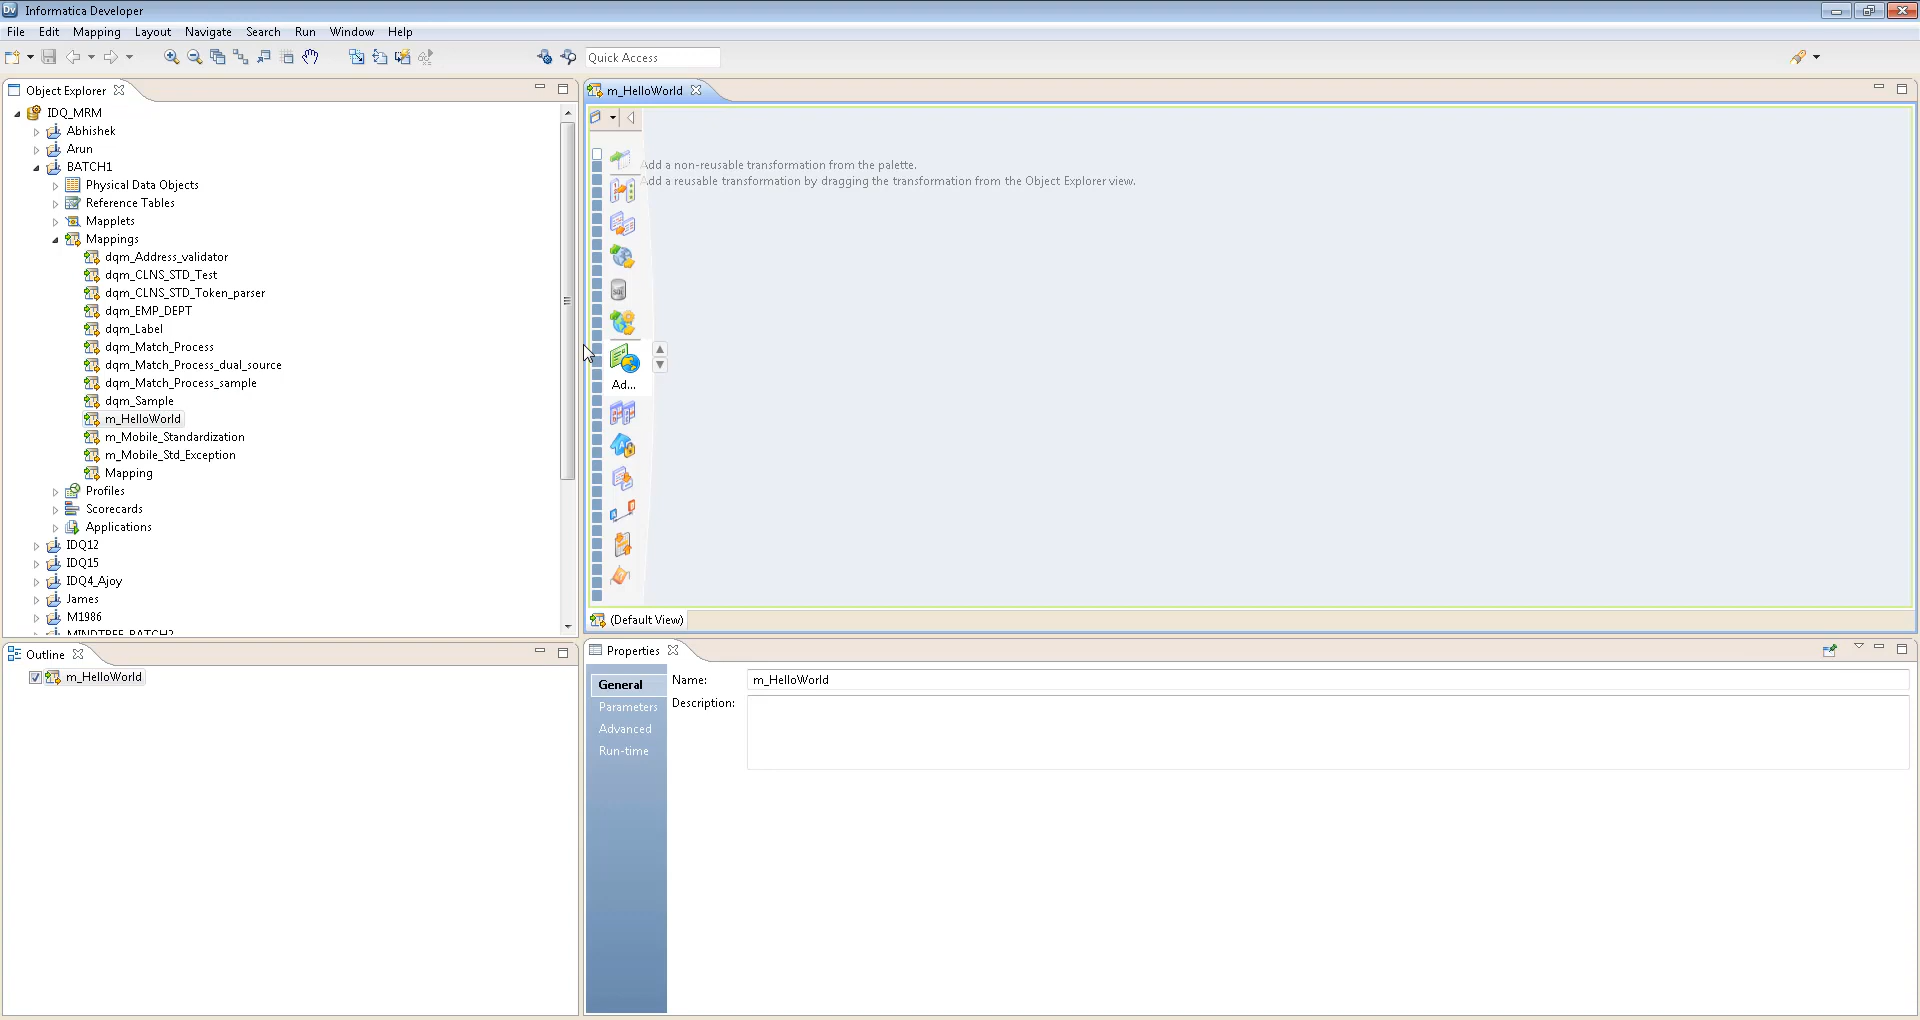 Dv Informatica Developer
File Edit Mapping Layout Navigate Search Run Window Help
Quick Access
Object Explorer
IDQ_MRM
Abhishek
Arun
BATCH1
Physical Data Objects
Reference Tables
Mapplets
Mappings
dqm_Address_validator
dqm_CLNS_STD_Test
dqm_CLNS_STD_Token_parser
dqm_EMP_DEPT
dqm_Label
dqm_Match_Process
dqm_Match_Process_dual_source
dqm_Match_Process_sample
dqm_Sample
m_HelloWorld
m_Mobile_Standardization
m_Mobile_Std_Exception
Mapping
Profiles
Scorecards
Applications
IDQ12
IDQ15
IDQ4_Ajoy
James
M1986
MINDTREE_BATCH2
m_HelloWorld
Add a non-reusable transformation from the palette.
Add a reusable transformation by dragging the transformation from the Object Explorer view.
SQL
Ad...
(Default View)
Outline
m_HelloWorld
Properties
General
Parameters
Advanced
Run-time
Name: m_HelloWorld
Description: